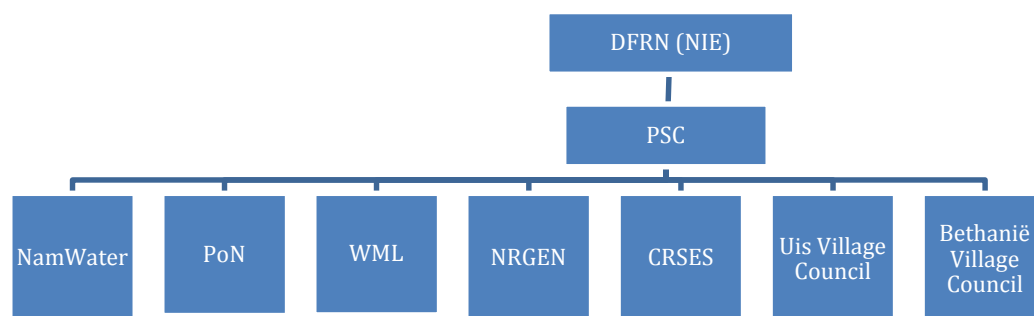 DFRN (NIE)
PSC
NamWater
PoN
WML
NRGEN
CRSES
Uis Village
Council
Bethanië
Village
Council